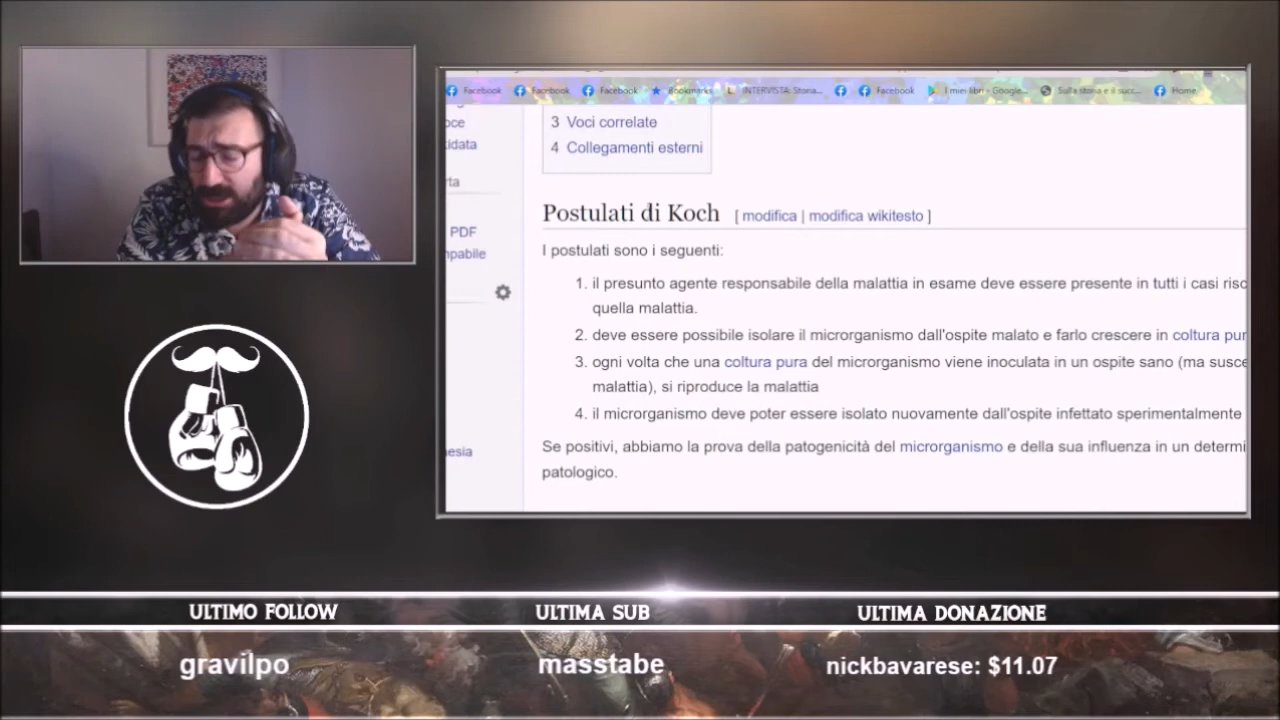 Facebook
Facebook
Facebook
Bookmarks
INTERVISTA: Storia...
Facebook
I miei libri - Google...
Sulla storia e il succ...
Home
oce
idata
rta
PDF
mpabile
esia
3 Voci correlate
4 Collegamenti esterni
Postulati di Koch [ modifica | modifica wikitesto ]
I postulati sono i seguenti:
1. il presunto agente responsabile della malattia in esame deve essere presente in tutti i casi risc
quella malattia.
2. deve essere possibile isolare il microrganismo dall'ospite malato e farlo crescere in coltura pur
3. ogni volta che una coltura pura del microrganismo viene inoculata in un ospite sano (ma susce
malattia), si riproduce la malattia
4. il microrganismo deve poter essere isolato nuovamente dall'ospite infettato sperimentalmente
Se positivi, abbiamo la prova della patogenicità del microrganismo e della sua influenza in un determi
patologico.
ULTIMO FOLLOW
ULTIMA SUB
ULTIMA DONAZIONE
gravilpo
masstabe
nickbavarese: $11.07